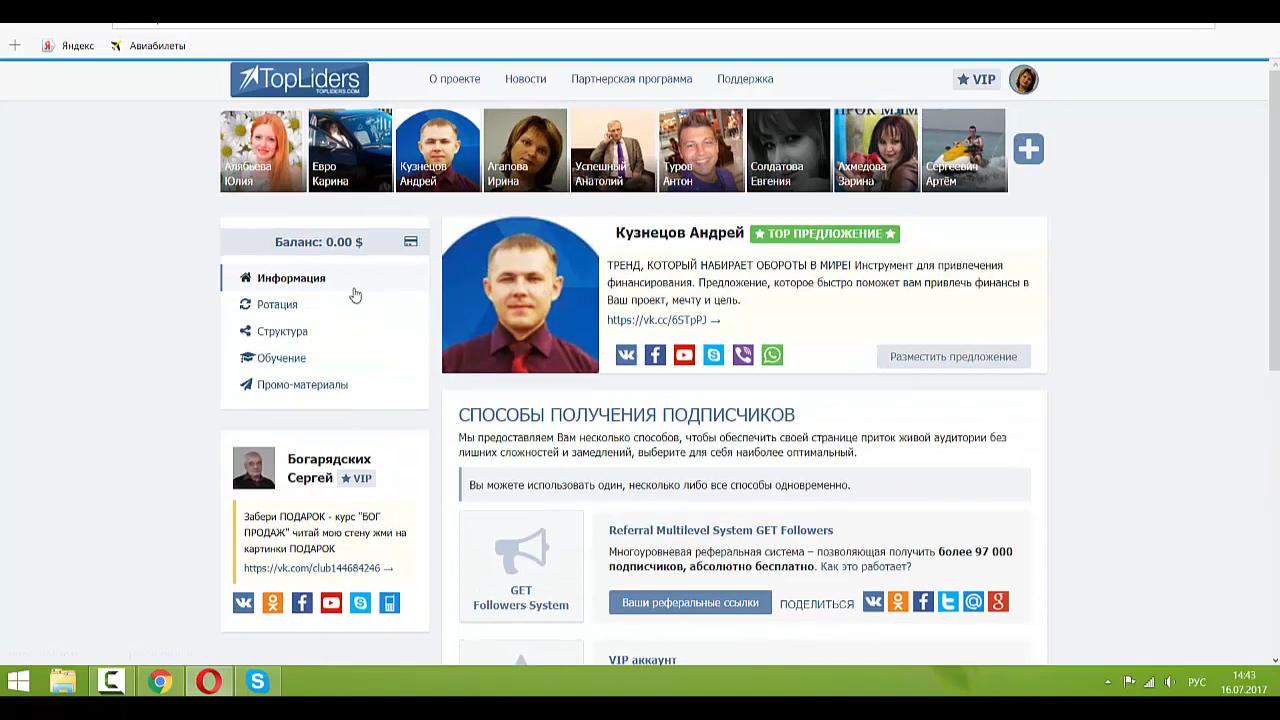 Яндекс
Авиабилеты
TopLiders
TOPLIDERS.COM
О проекте
Новости
Партнерская программа
Поддержка
VIP
Алябьева
Юлия
Евро
Карина
Кузнецов
Андрей
Агапова
Ирина
Успешный
Анатолий
Туров
Антон
Солдатова
Евгения
Ахмедова
Зарина
Сергеевич
Артём
Баланс: 0.00 $
Информация
Ротация
Структура
Обучение
Промо-материалы
Кузнецов Андрей
TOP ПРЕДЛОЖЕНИЕ
ТРЕНД, КОТОРЫЙ НАБИРАЕТ ОБОРОТЫ В МИРЕ! Инструмент для привлечения
финансирования. Предложение, которое быстро поможет вам привлечь финансы в
Ваш проект, мечту и цель.
https://vk.cc/6STpPJ →
Разместить предложение
Богарядских
Сергей VIP
Забери ПОДАРОК - курс "БОГ
ПРОДАЖ" читай мою стену жми на
картинки ПОДАРОК
https://vk.com/club144684246 →
СПОСОБЫ ПОЛУЧЕНИЯ ПОДПИСЧИКОВ
Мы предоставляем Вам несколько способов, чтобы обеспечить своей странице приток живой аудитории без
лишних сложностей и замедлений, выберите для себя наиболее оптимальный.
Вы можете использовать один, несколько либо все способы одновременно.
GET
Followers System
Referral Multilevel System GET Followers
Многоуровневая реферальная система – позволяющая получить более 97 000
подписчиков, абсолютно бесплатно. Как это работает?
Ваши реферальные ссылки
ПОДЕЛИТЬСЯ
VIP аккаунт
РУС
14:43
16.07.2017